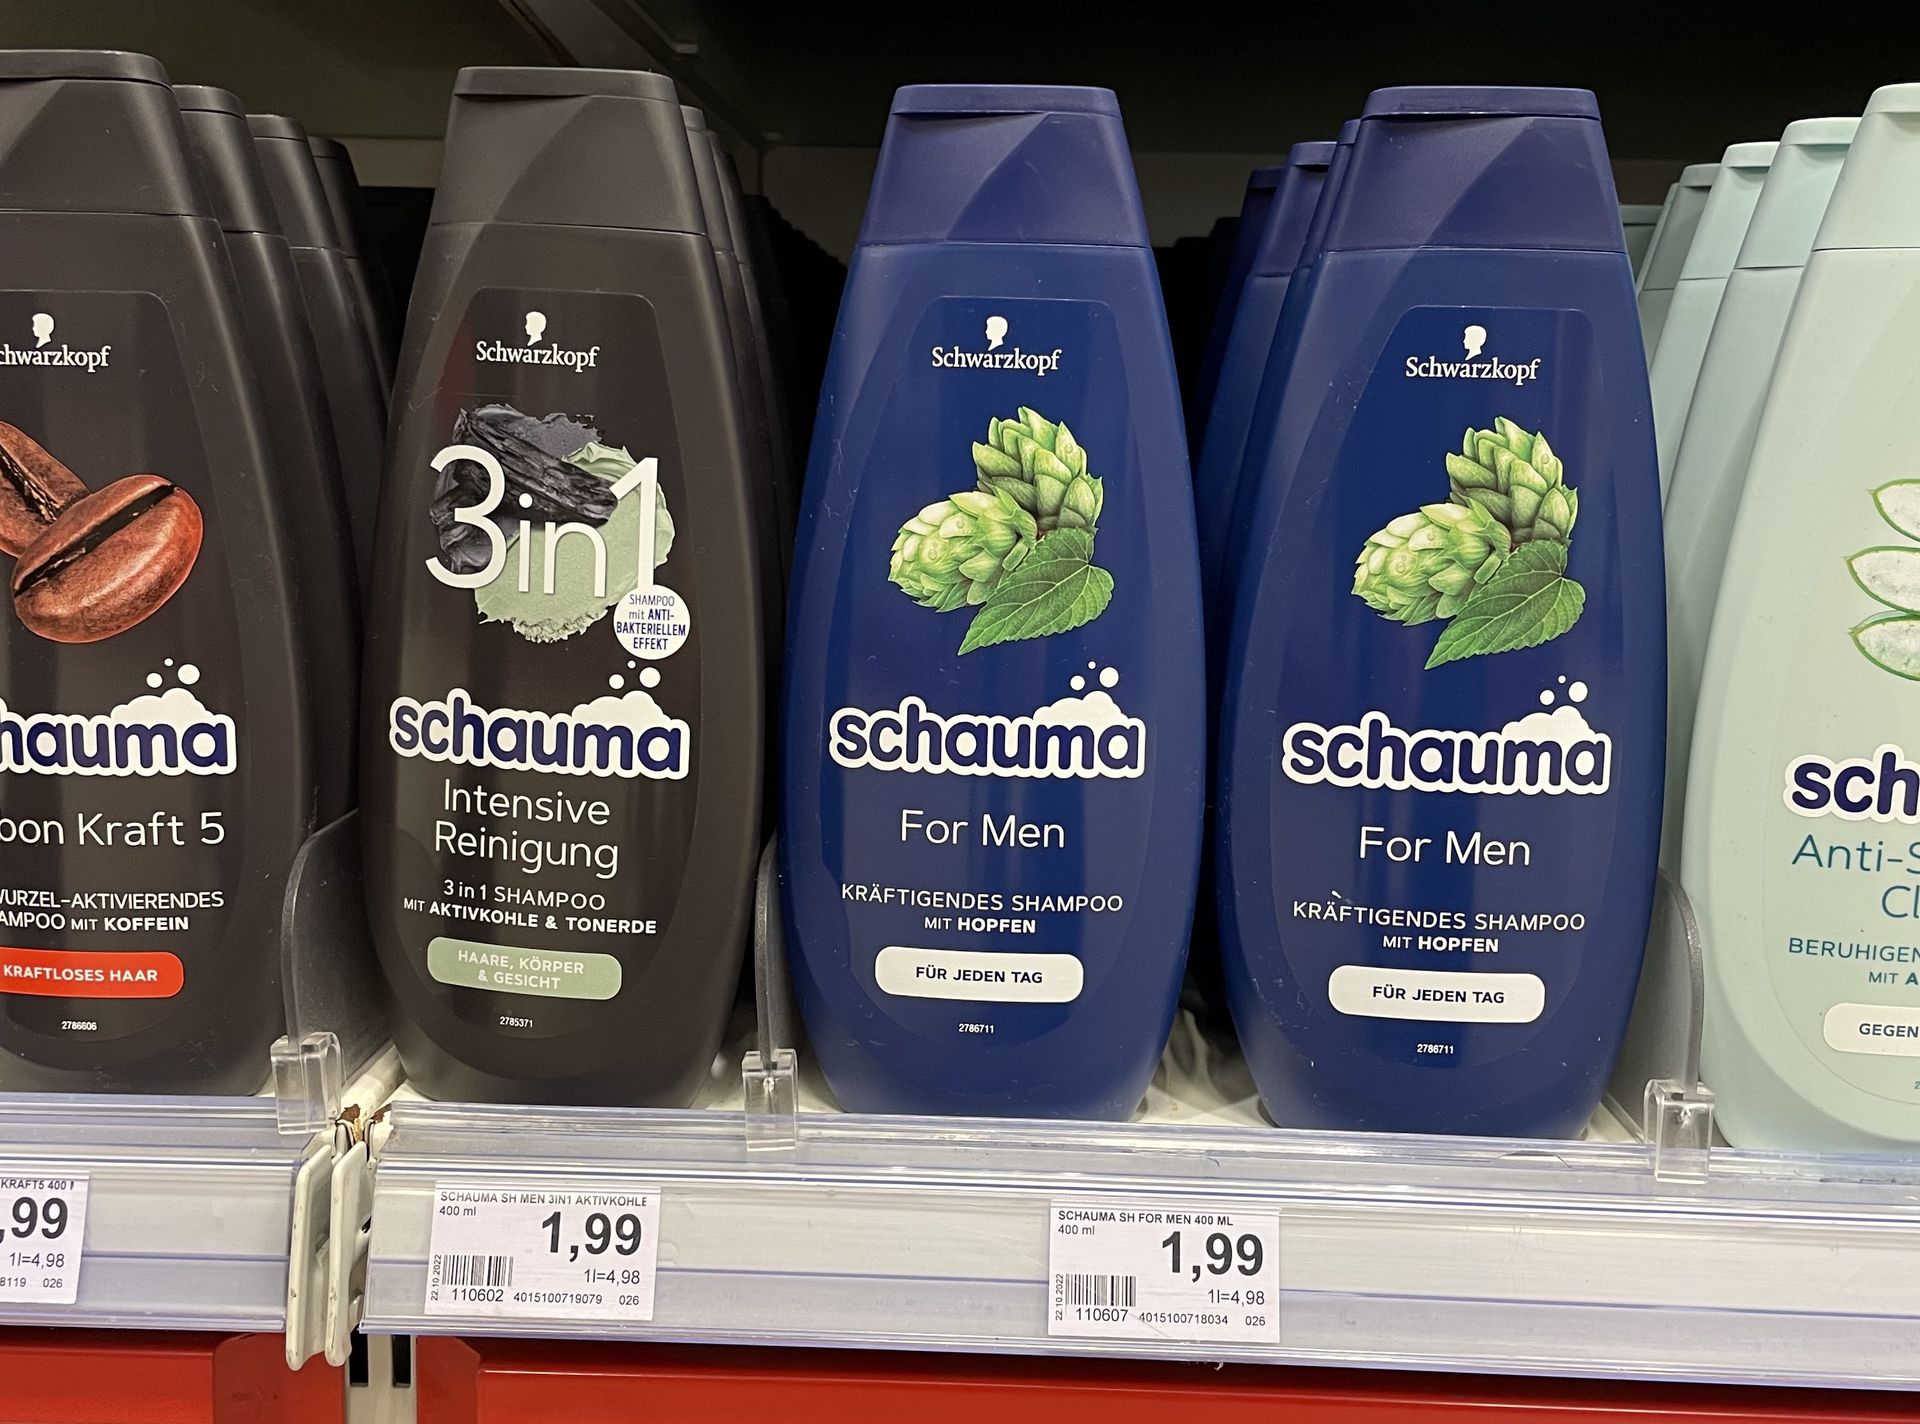 Schwarzkopf
hauma
Kraft 5
WURZEL-AKTIVIERENDES
MIT KOFFEIN
KRAFTLOSES HAAR
2786606
Schwarzkopf
3in1
SHAMPOO
mit ANTI-
BAKTERIELLEM
EFFEKT
schauma
Intensive
Reinigung
3 in 1 SHAMPOO
MIT AKTIVKOHLE & TONERDE
HAARE, KÖRPER
& GESICHT
2785371
Schwarzkopf
schauma
For Men
KRÄFTIGENDES SHAMPOO
MIT HOPFEN
FÜR JEDEN TAG
2786711
Schwarzkopf
schauma
For Men
KRÄFTIGENDES SHAMPOO
MIT HOPFEN
FÜR JEDEN TAG
2786711
sch
Anti-S
Cl
BERUHIGEN
MIT A
GEGEN
KRAFT5 400
,99
1l=4,98
8119 026
SCHAUMA SH MEN 3IN1 AKTIVKOHLE
400 ml
1,99
1l=4,98
22.10.2022
110602 4015100719079 026
SCHAUMA SH FOR MEN 400 ML
400 ml
1,99
1l=4,98
22.10.2022
110607 4015100718034 026